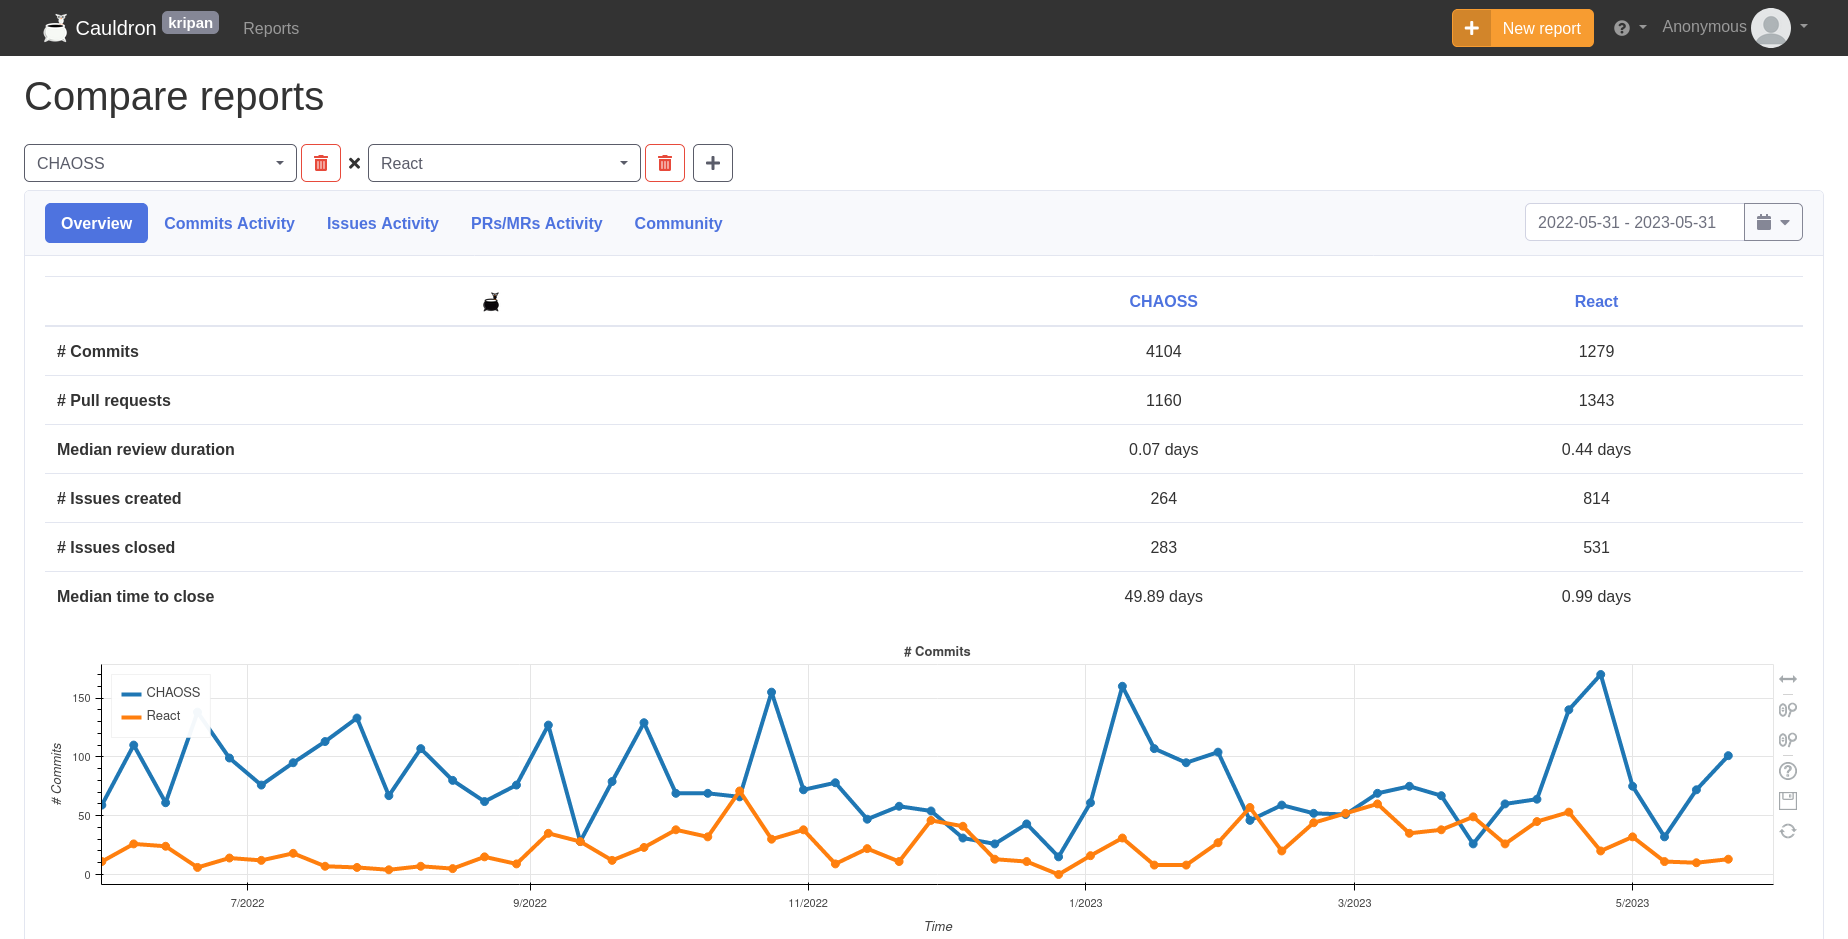 Cauldron kripan Reports New report Anonymous
Compare reports
CHAOSS React
Overview Commits Activity Issues Activity PRs/MRs Activity Community 2022-05-31 - 2023-05-31
CHAOSS React
# Commits 4104 1279
# Pull requests 1160 1343
Median review duration 0.07 days 0.44 days
# Issues created 264 814
# Issues closed 283 531
Median time to close 49.89 days 0.99 days
# Commits
CHAOSS
React
150
100
50
0
# Commits
7/2022 9/2022 11/2022 1/2023 3/2023 5/2023
Time